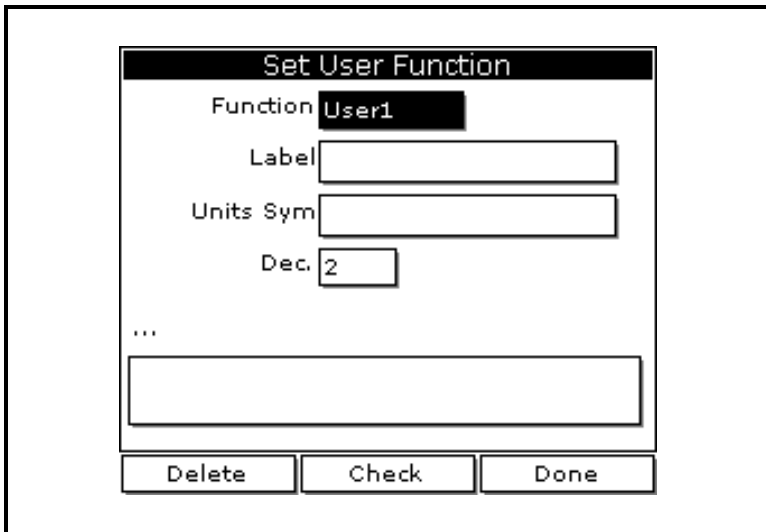 Set User Function
Function User1
Label
Units Sym
Dec. 2
...
Delete Check Done